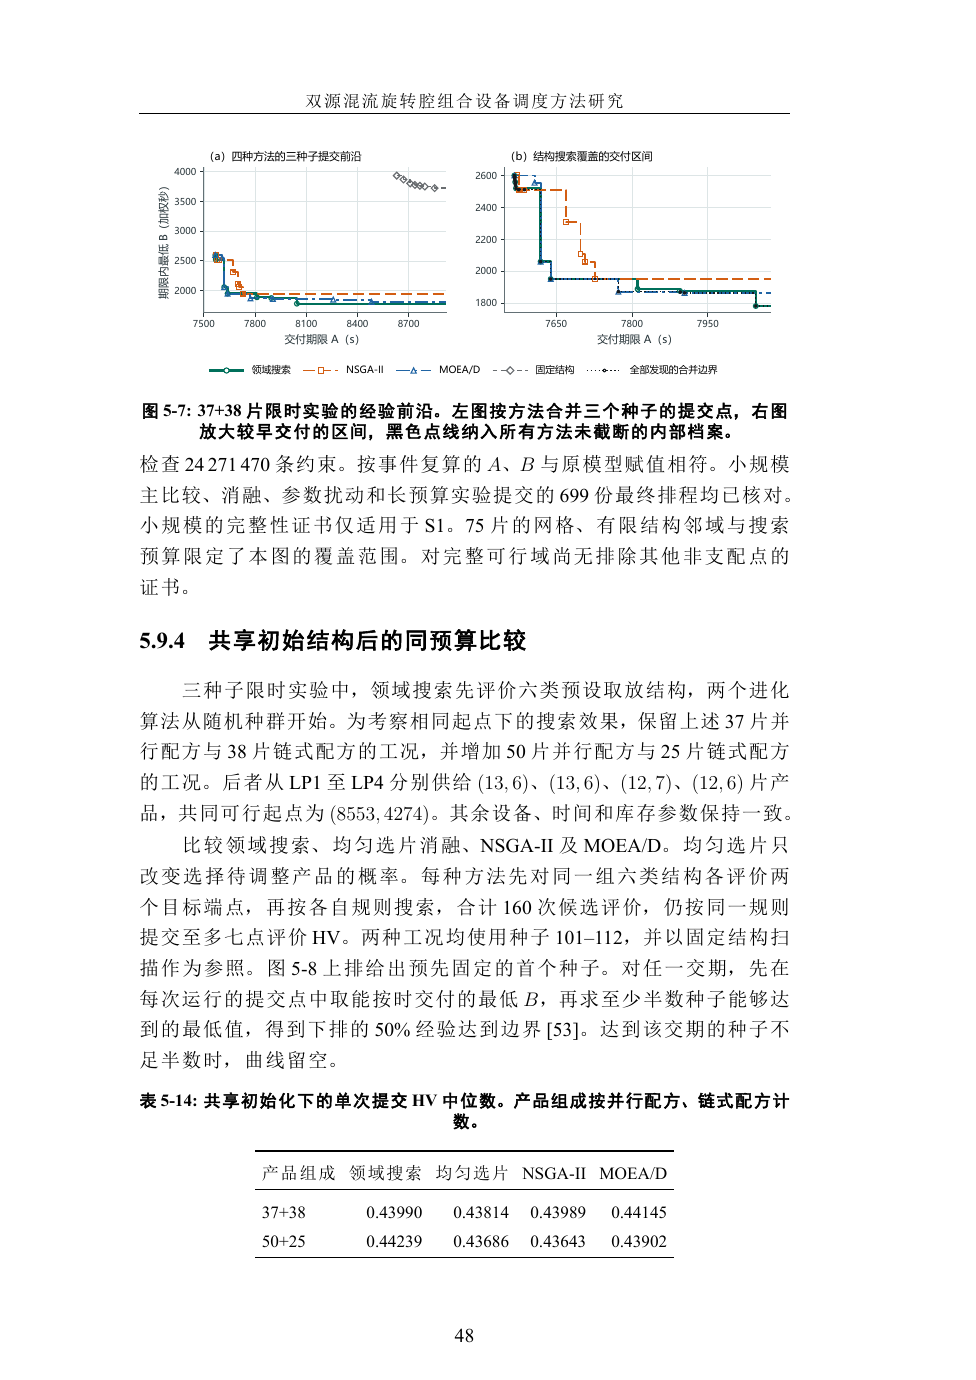 双源混流旋转腔组合设备调度方法研究
(a) 四种方法的三种子提交前沿
(b) 结构搜索覆盖的交付区间
期限内最低 B（加权秒）
4000
3500
3000
2500
2000
7500 7800 8100 8400 8700
交付期限 A（s）
2600
2400
2200
2000
1800
7650 7800 7950
交付期限 A（s）
领域搜索 NSGA-II MOEA/D 固定结构 全部发现的合并边界
图 5-7: 37+38 片限时实验的经验前沿。左图按方法合并三个种子的提交点，右图
放大较早交付的区间，黑色点线纳入所有方法未截断的内部档案。
检查 24 271 470 条约束。按事件复算的 A、B 与原模型赋值相符。小规模
主比较、消融、参数扰动和长预算实验提交的 699 份最终排程均已核对。
小规模的完整性证书仅适用于 S1。75 片的网格、有限结构邻域与搜索
预算限定了本图的覆盖范围。对完整可行域尚无排除其他非支配点的
证书。
5.9.4 共享初始结构后的同预算比较
三种子限时实验中，领域搜索先评价六类预设取放结构，两个进化
算法从随机种群开始。为考察相同起点下的搜索效果，保留上述 37 片并
行配方与 38 片链式配方的工况，并增加 50 片并行配方与 25 片链式配方
的工况。后者从 LP1 至 LP4 分别供给 (13, 6)、(13, 6)、(12, 7)、(12, 6) 片产
品，共同可行起点为 (8553, 4274)。其余设备、时间和库存参数保持一致。
比较领域搜索、均匀选片消融、NSGA-II 及 MOEA/D。均匀选片只
改变选择待调整产品的概率。每种方法先对同一组六类结构各评价两
个目标端点，再按各自规则搜索，合计 160 次候选评价，仍按同一规则
提交至多七点评价 HV。两种工况均使用种子 101–112，并以固定结构扫
描作为参照。图 5-8 上排给出预先固定的首个种子。对任一交期，先在
每次运行的提交点中取能按时交付的最低 B，再求至少半数种子能够达
到的最低值，得到下排的 50% 经验达到边界 [53]。达到该交期的种子不
足半数时，曲线留空。
表 5-14: 共享初始化下的单次提交 HV 中位数。产品组成按并行配方、链式配方计
数。
产品组成 领域搜索 均匀选片 NSGA-II MOEA/D
37+38 0.43990 0.43814 0.43989 0.44145
50+25 0.44239 0.43686 0.43643 0.43902
48